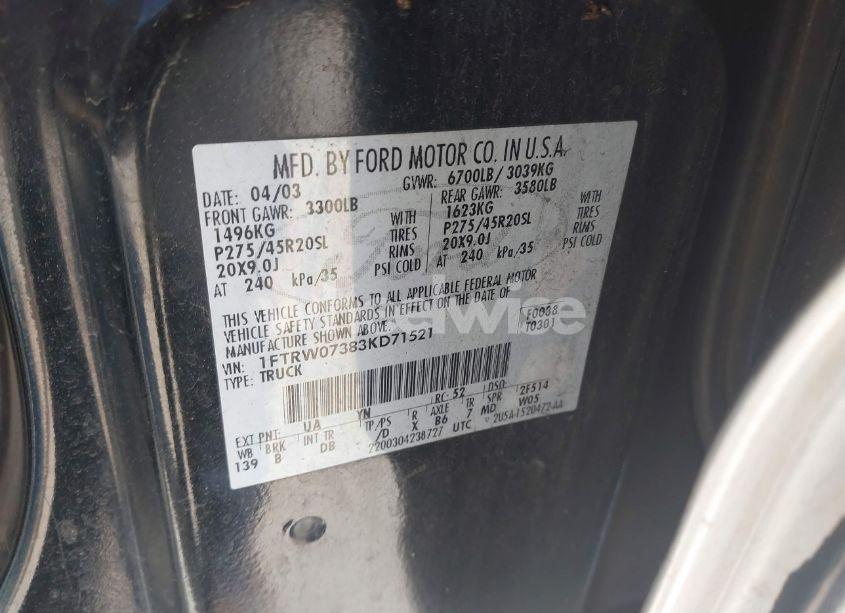 MFD. BY FORD MOTOR CO. IN U.S.A.
DATE: 04/03 GVWR: 6700LB/ 3039KG
FRONT GAWR: 3300LB REAR GAWR: 3580LB
1496KG WITH 1623KG WITH
P275/45R20SL TIRES P275/45R20SL TIRES
20X9.0J RIMS 20X9.0J RIMS
AT 240 kPa/35 PSI COLD AT 240 kPa/35 PSI COLD
THIS VEHICLE CONFORMS TO ALL APPLICABLE FEDERAL MOTOR
VEHICLE SAFETY STANDARDS IN EFFECT ON THE DATE OF
MANUFACTURE SHOWN ABOVE.
VIN: 1FTRW07383KD71521 F0038
TYPE: TRUCK T0301
EXT PNT: UA YN RC: 52 DSO: 2F514
WB BRK INT TR TP/PS R AXLE TR SPR
139 B DB /D X B6 7 MD W05
2200304238727 UTC V 2U5A-1520472-AA